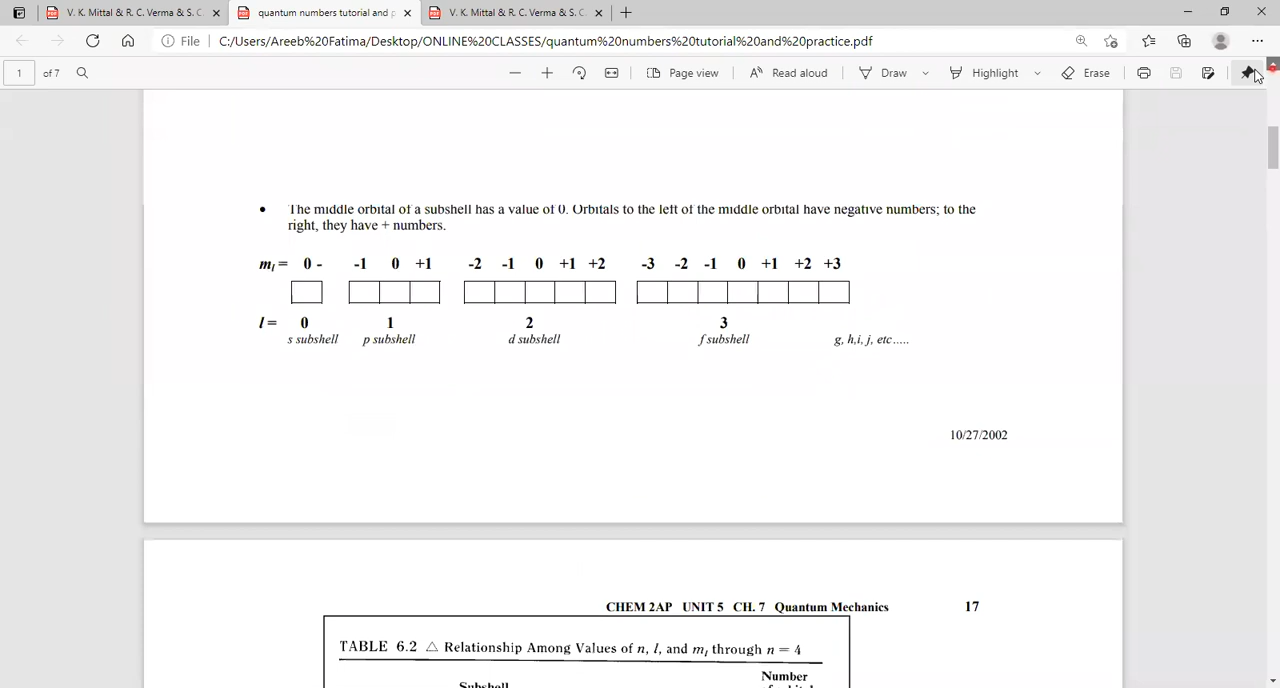 V. K. Mittal & R. C. Verma & S. C.
quantum numbers tutorial and p
V. K. Mittal & R. C. Verma & S. C.
File
C:/Users/Areeb%20Fatima/Desktop/ONLINE%20CLASSES/quantum%20numbers%20tutorial%20and%20practice.pdf
1 of 7
Page view
Read aloud
Draw
Highlight
Erase
• The middle orbital of a subshell has a value of 0. Orbitals to the left of the middle orbital have negative numbers; to the
right, they have + numbers.
ml = 0 - -1 0 +1 -2 -1 0 +1 +2 -3 -2 -1 0 +1 +2 +3
l = 0 1 2 3
s subshell p subshell d subshell f subshell g, h,i, j, etc.....
10/27/2002
CHEM 2AP UNIT 5 CH. 7 Quantum Mechanics 17
TABLE 6.2 △ Relationship Among Values of n, l, and ml through n = 4
Number
Subshell